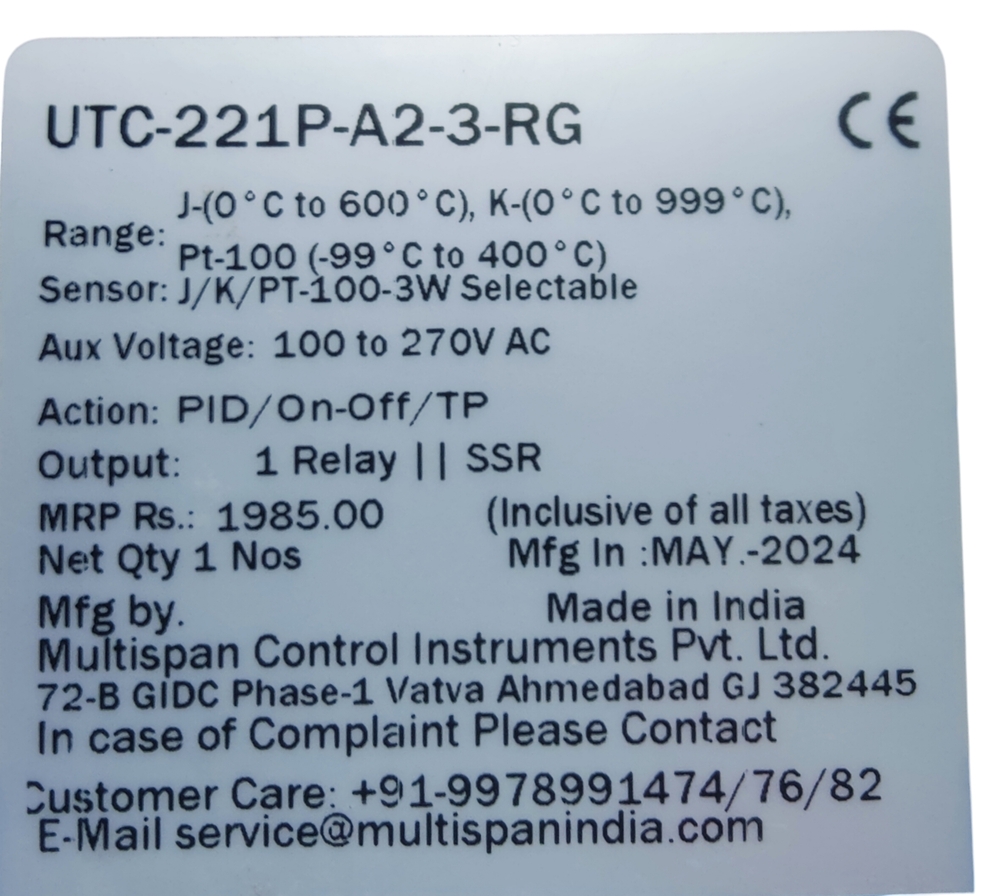 UTC-221P-A2-3-RG CE
Range: J-(0°C to 600°C), K-(0°C to 999°C),
Pt-100 (-99°C to 400°C)
Sensor: J/K/PT-100-3W Selectable
Aux Voltage: 100 to 270V AC
Action: PID/On-Off/TP
Output: 1 Relay || SSR
MRP Rs.: 1985.00 (Inclusive of all taxes)
Net Qty 1 Nos Mfg In :MAY.-2024
Mfg by. Made in India
Multispan Control Instruments Pvt. Ltd.
72-B GIDC Phase-1 Vatva Ahmedabad GJ 382445
In case of Complaint Please Contact
Customer Care: +91-9978991474/76/82
E-Mail service@multispanindia.com